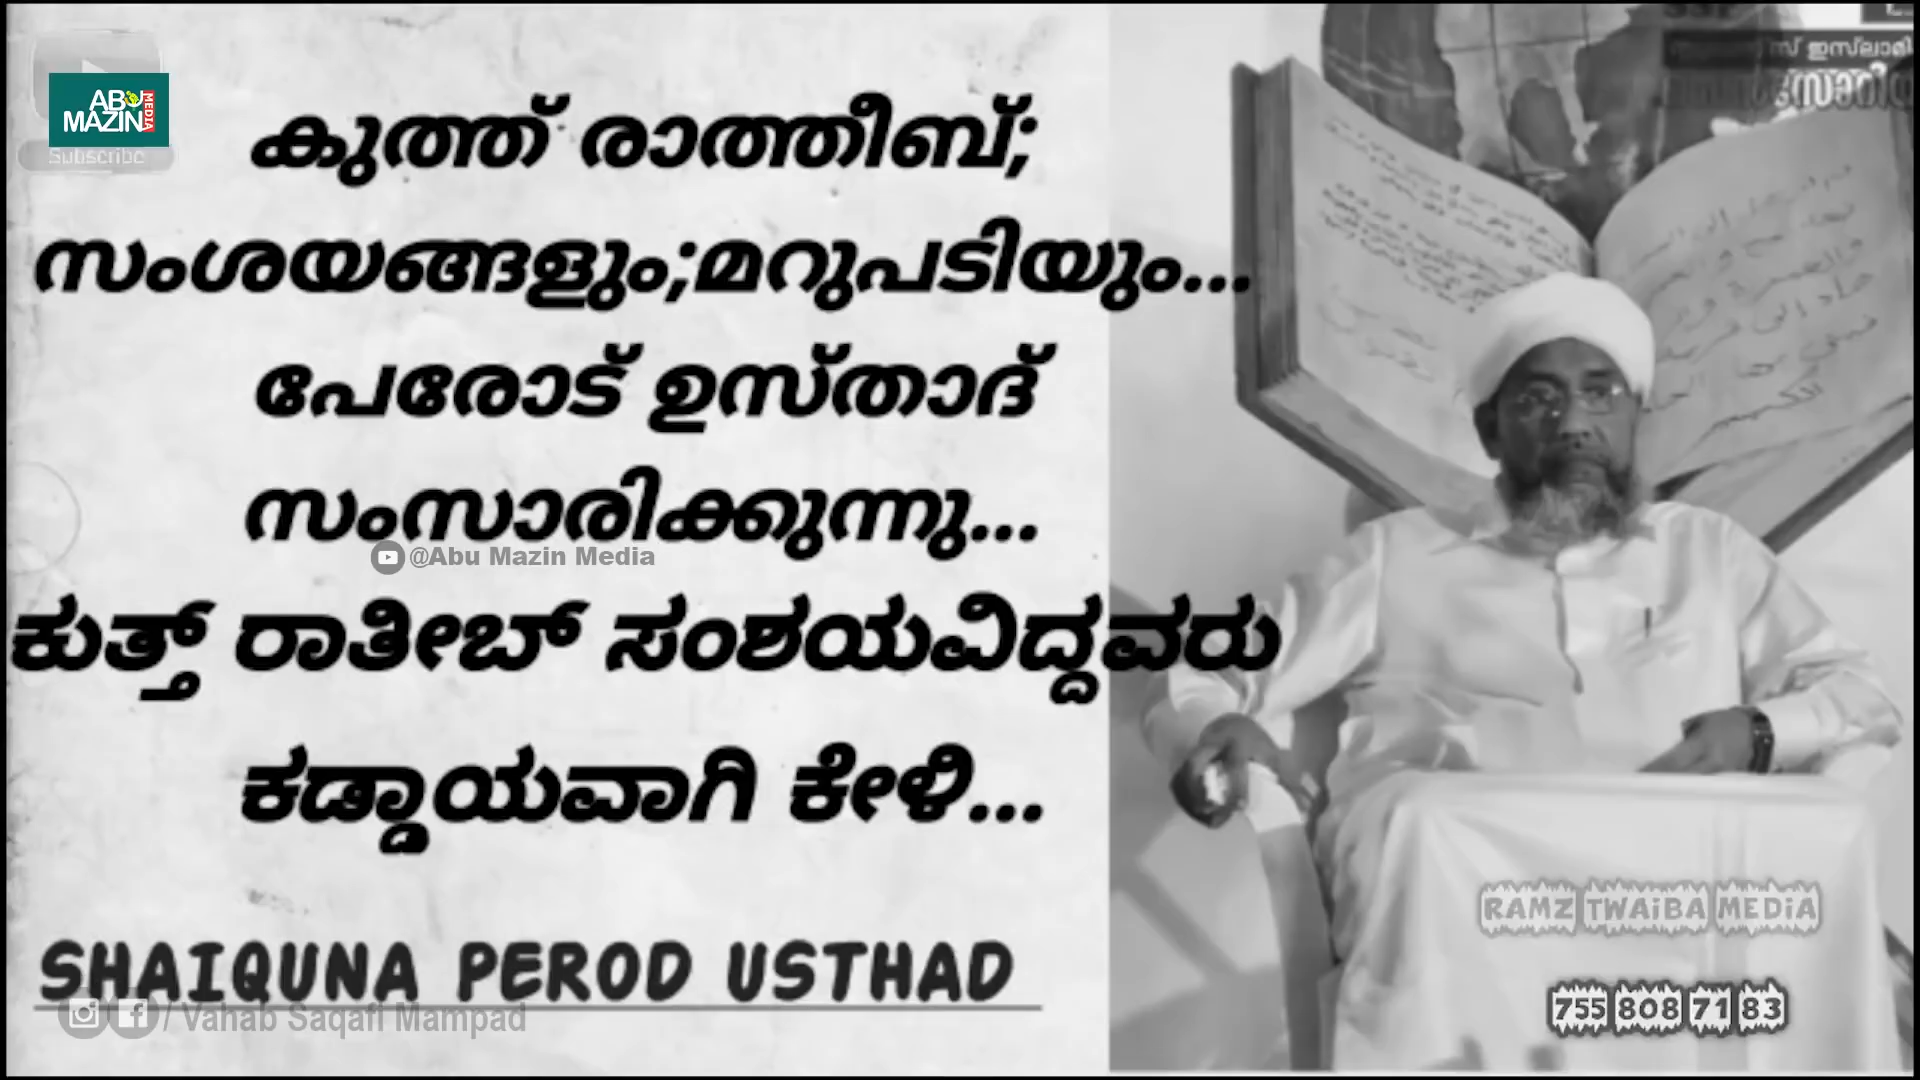 ABU MAZIN MEDIA
Subscribe
കുത്ത് രാത്തീബ്;
സംശയങ്ങളും;മറുപടിയും...
പേരോട് ഉസ്താദ്
സംസാരിക്കുന്നു...
@Abu Mazin Media
ಕುತ್ತ್ ರಾತೀಬ್ ಸಂಶಯವಿದ್ದವರು
ಕಡ್ಡಾಯವಾಗಿ ಕೇಳಿ...
SHAIQUNA PEROD USTHAD
/ Vahab Saqafi Mampad
RAMZ TWAIBA MEDIA
755 808 71 83